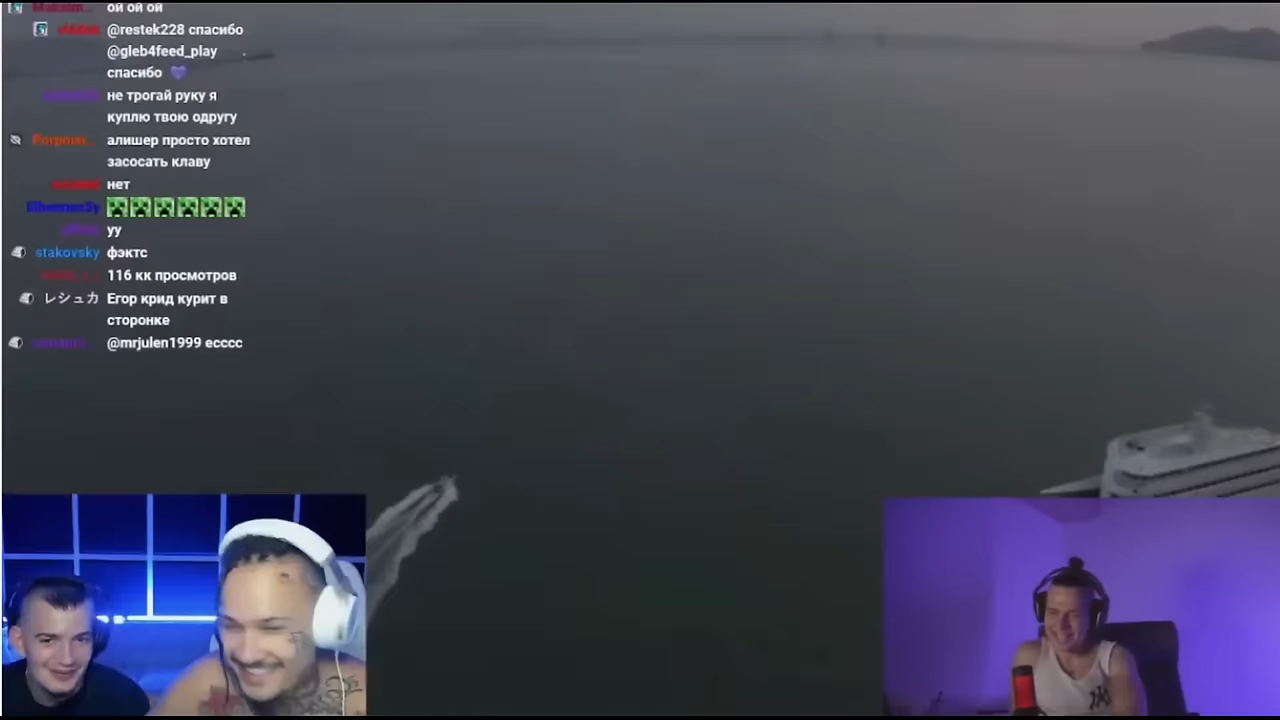 ой ой ой
@restek228 спасибо
@gleb4feed_play
спасибо
не трогай руку я
куплю твою одругу
алишер просто хотел
засосать клаву
нет
уу
stakovsky фэктс
116 кк просмотров
レシュカ Егор крид курит в
сторонке
@mrjulen1999 есссс